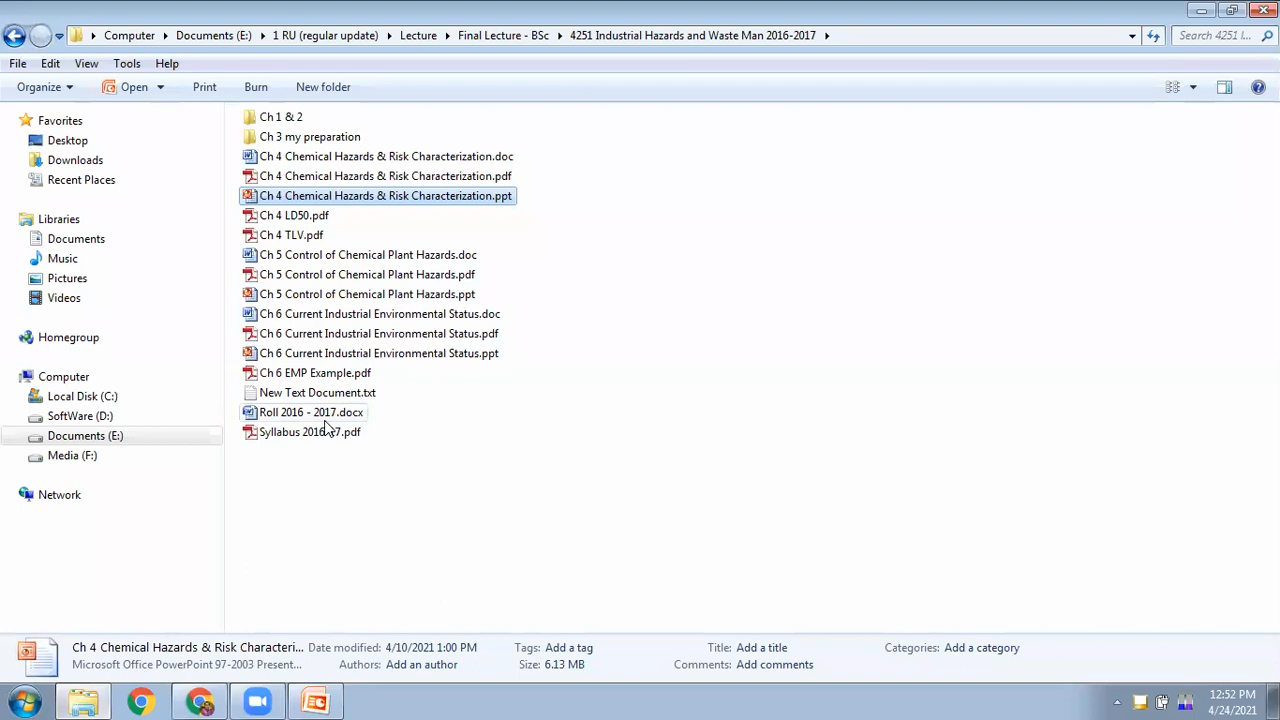 Computer Documents (E:) 1 RU (regular update) Lecture Final Lecture - BSc 4251 Industrial Hazards and Waste Man 2016-2017 Search 4251 I...
File Edit View Tools Help
Organize Open Print Burn New folder
Favorites
Desktop
Downloads
Recent Places
Libraries
Documents
Music
Pictures
Videos
Homegroup
Computer
Local Disk (C:)
SoftWare (D:)
Documents (E:)
Media (F:)
Network
Ch 1 & 2
Ch 3 my preparation
Ch 4 Chemical Hazards & Risk Characterization.doc
Ch 4 Chemical Hazards & Risk Characterization.pdf
Ch 4 Chemical Hazards & Risk Characterization.ppt
Ch 4 LD50.pdf
Ch 4 TLV.pdf
Ch 5 Control of Chemical Plant Hazards.doc
Ch 5 Control of Chemical Plant Hazards.pdf
Ch 5 Control of Chemical Plant Hazards.ppt
Ch 6 Current Industrial Environmental Status.doc
Ch 6 Current Industrial Environmental Status.pdf
Ch 6 Current Industrial Environmental Status.ppt
Ch 6 EMP Example.pdf
New Text Document.txt
Roll 2016 - 2017.docx
Syllabus 7.pdf
Ch 4 Chemical Hazards & Risk Characteri... Date modified: 4/10/2021 1:00 PM Tags: Add a tag Title: Add a title Categories: Add a category
Microsoft Office PowerPoint 97-2003 Present... Authors: Add an author Size: 6.13 MB Comments: Add comments
12:52 PM
4/24/2021